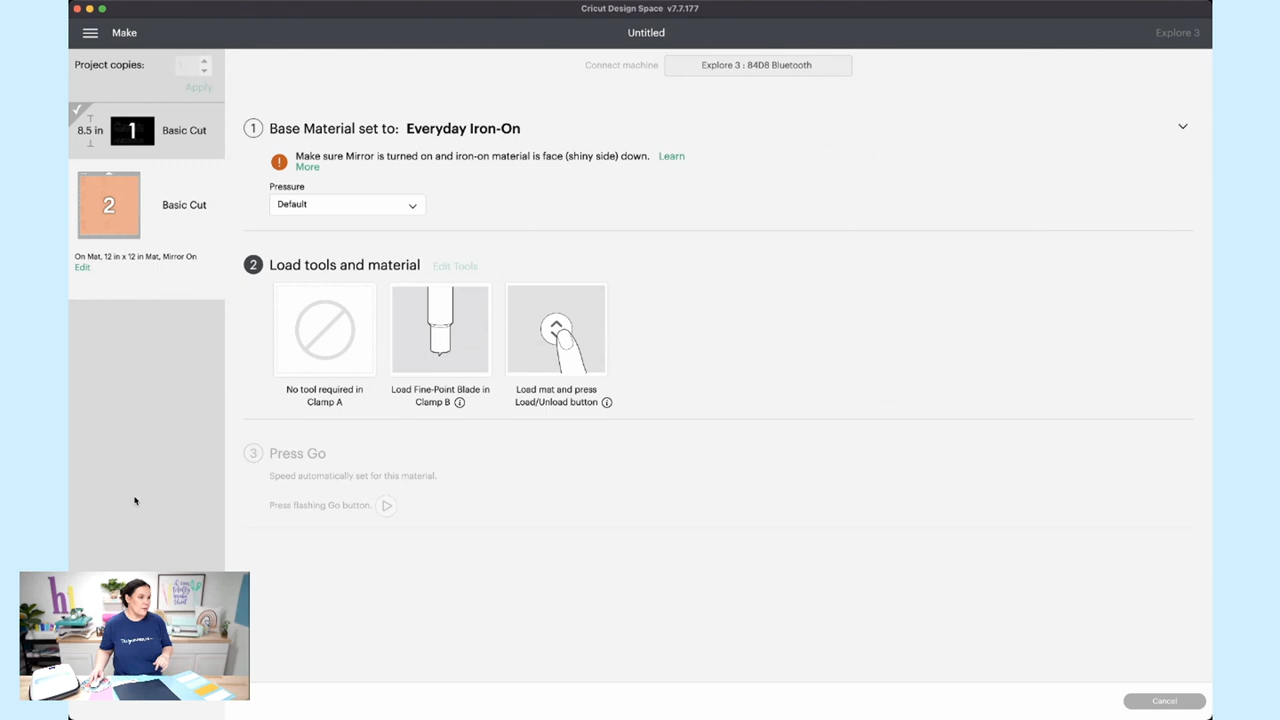 Cricut Design Space v7.7.177
Make
Untitled
Explore 3
Project copies:
Apply
Connect machine
Explore 3 : 84D8 Bluetooth
8.5 in
1
Basic Cut
2
Basic Cut
On Mat, 12 in x 12 in Mat, Mirror On
Edit
1
Base Material set to: Everyday Iron-On
! Make sure Mirror is turned on and iron-on material is face (shiny side) down. Learn
More
Pressure
Default
2
Load tools and material
Edit Tools
No tool required in
Clamp A
Load Fine-Point Blade in
Clamp B
Load mat and press
Load/Unload button
3
Press Go
Speed automatically set for this material.
Press flashing Go button.
Cancel